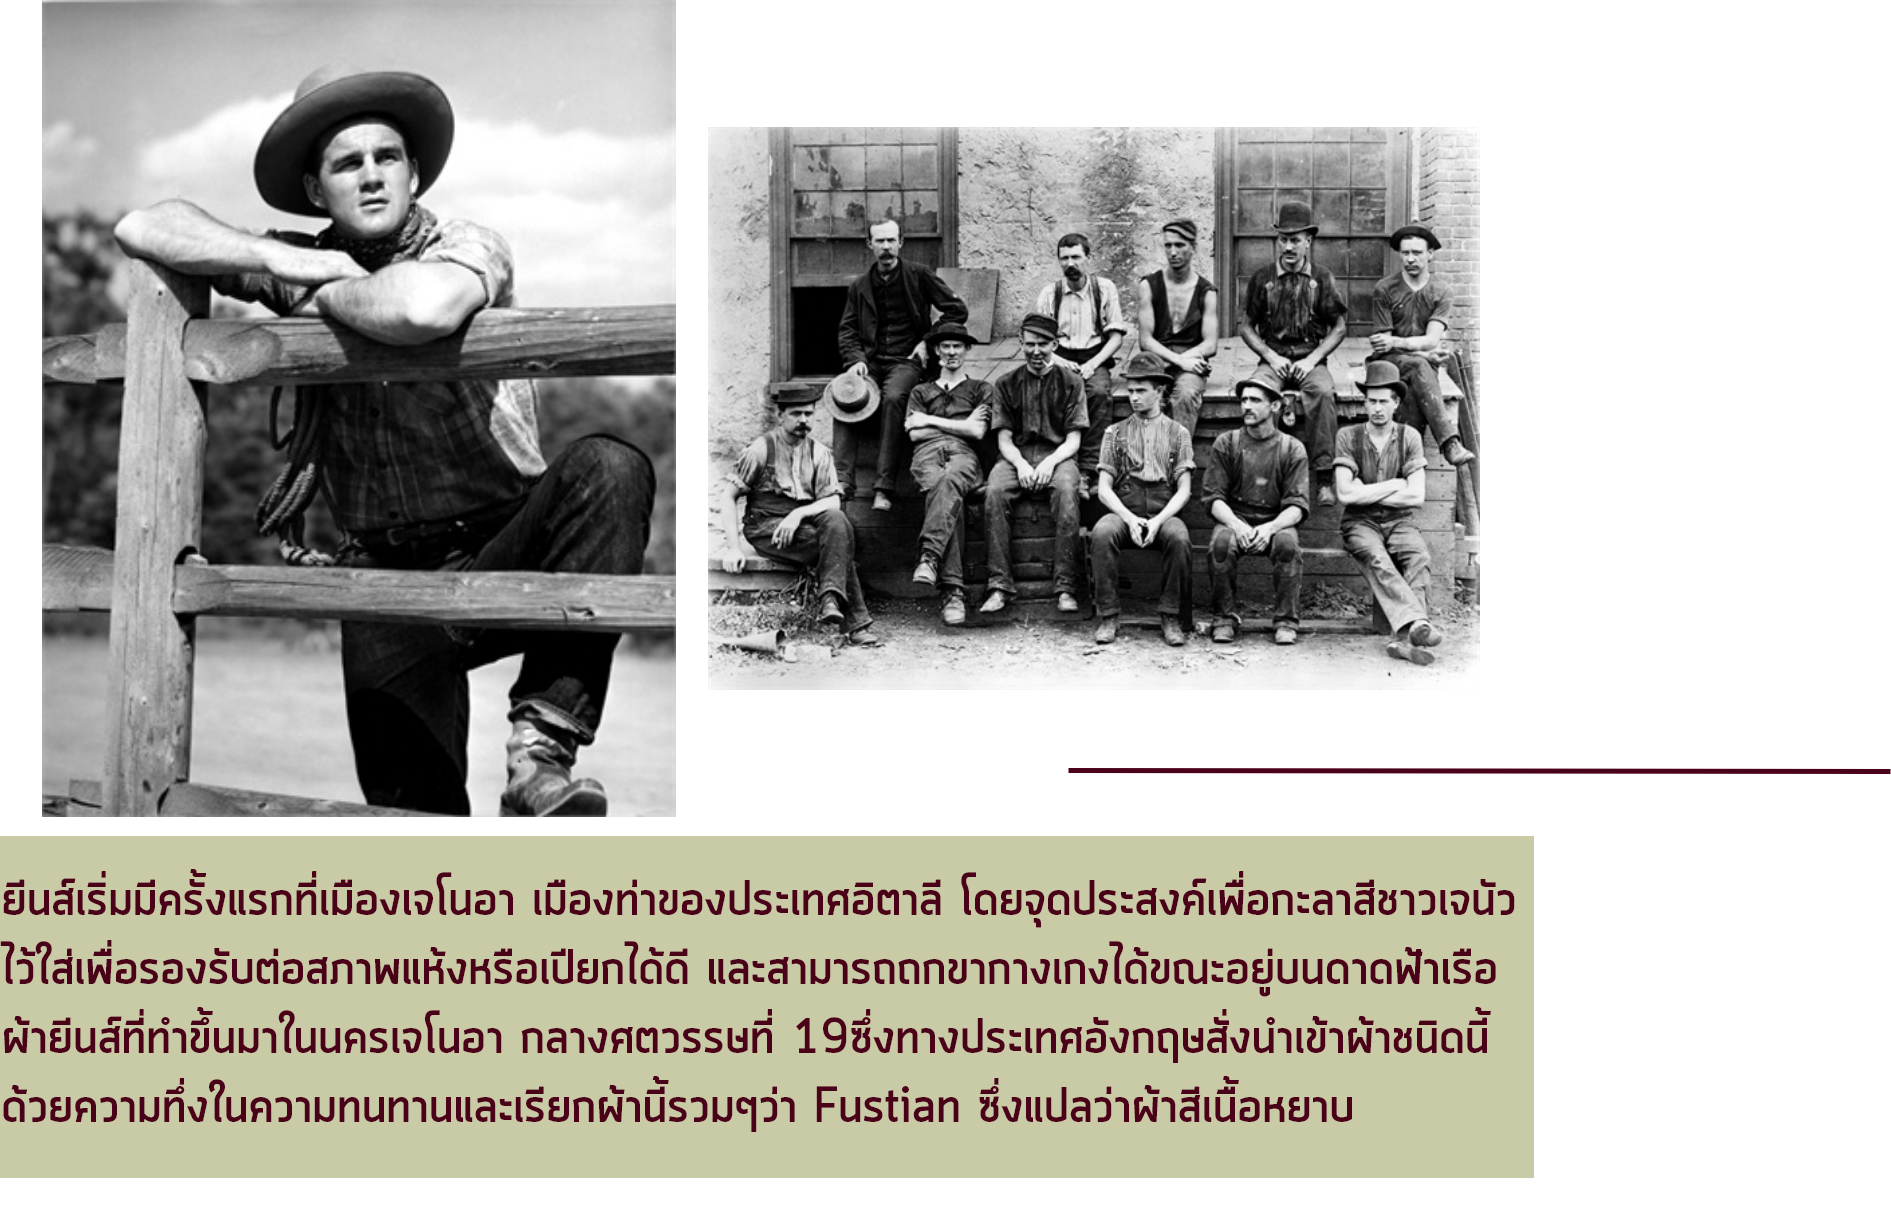 ยีนส์เริ่มมีครั้งแรกที่เมืองเจโนอา เมืองท่าของประเทศอิตาลี โดยจุดประสงค์เพื่อกะลาสีชาวเจนัว
ไว้ใส่เพื่อรองรับต่อสภาพแห้งหรือเปียกได้ดี และสามารถถกขากางเกงได้ขณะอยู่บนดาดฟ้าเรือ
ผ้ายีนส์ที่ทำขึ้นมาในนครเจโนอา กลางศตวรรษที่ 19ซึ่งทางประเทศอังกฤษสั่งนำเข้าผ้าชนิดนี้
ด้วยความทึ่งในความทนทานและเรียกผ้านี้รวมๆว่า Fustian ซึ่งแปลว่าผ้าสีเนื้อหยาบ